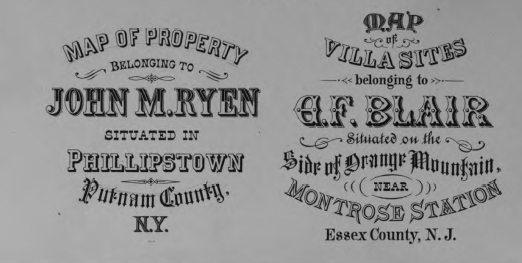 MAP OF PROPERTY
BELONGING TO
JOHN M. RYEN
SITUATED IN
PHILLIPSTOWN
Putnam County,
N.Y.
MAP
of
VILLA SITES
belonging to
F. BLAIR
Situated on the
Side of Orange Mountain,
NEAR
MONTROSE STATION
Essex County, N. J.